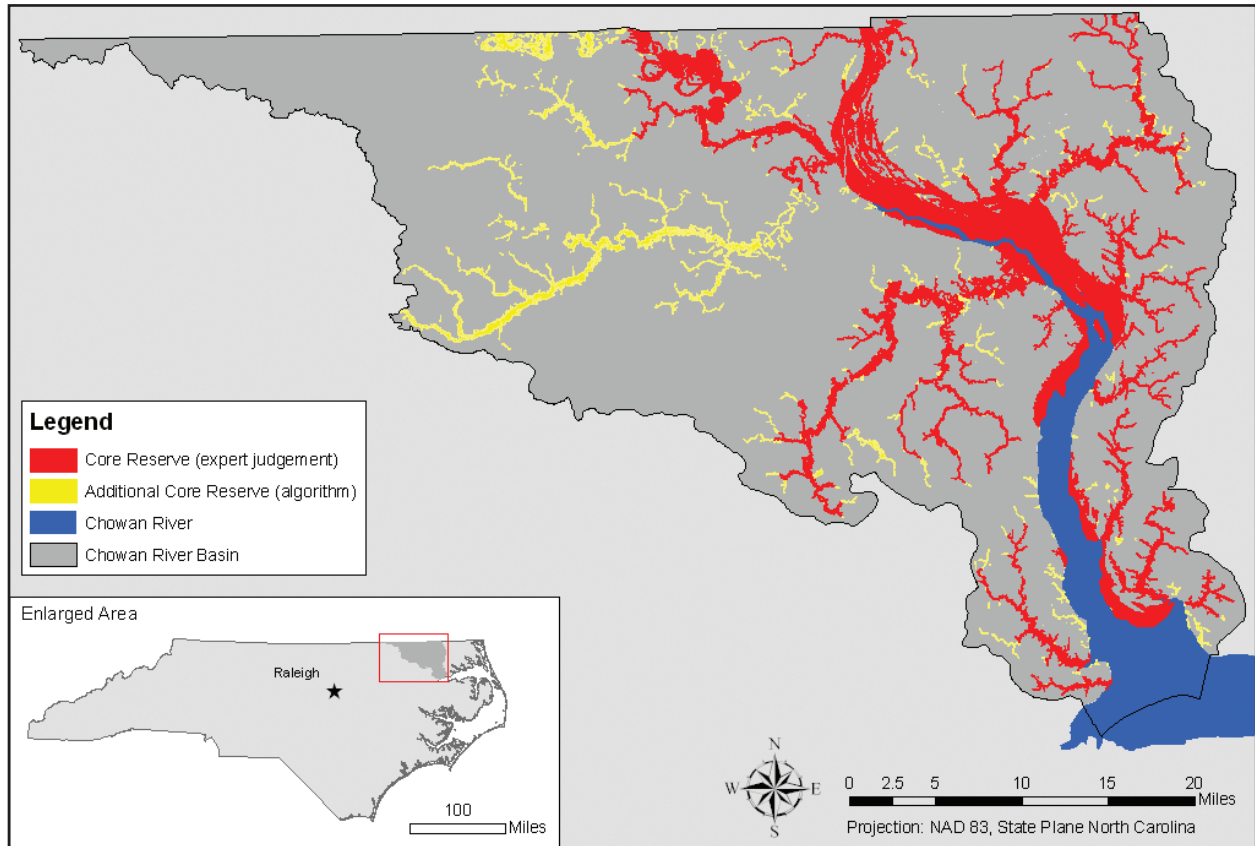 Legend
Core Reserve (expert judgement)
Additional Core Reserve (algorithm)
Chowan River
Chowan River Basin
Enlarged Area
Raleigh
100
Miles
N
W E
S
0 2.5 5 10 15 20
Miles
Projection: NAD 83, State Plane North Carolina